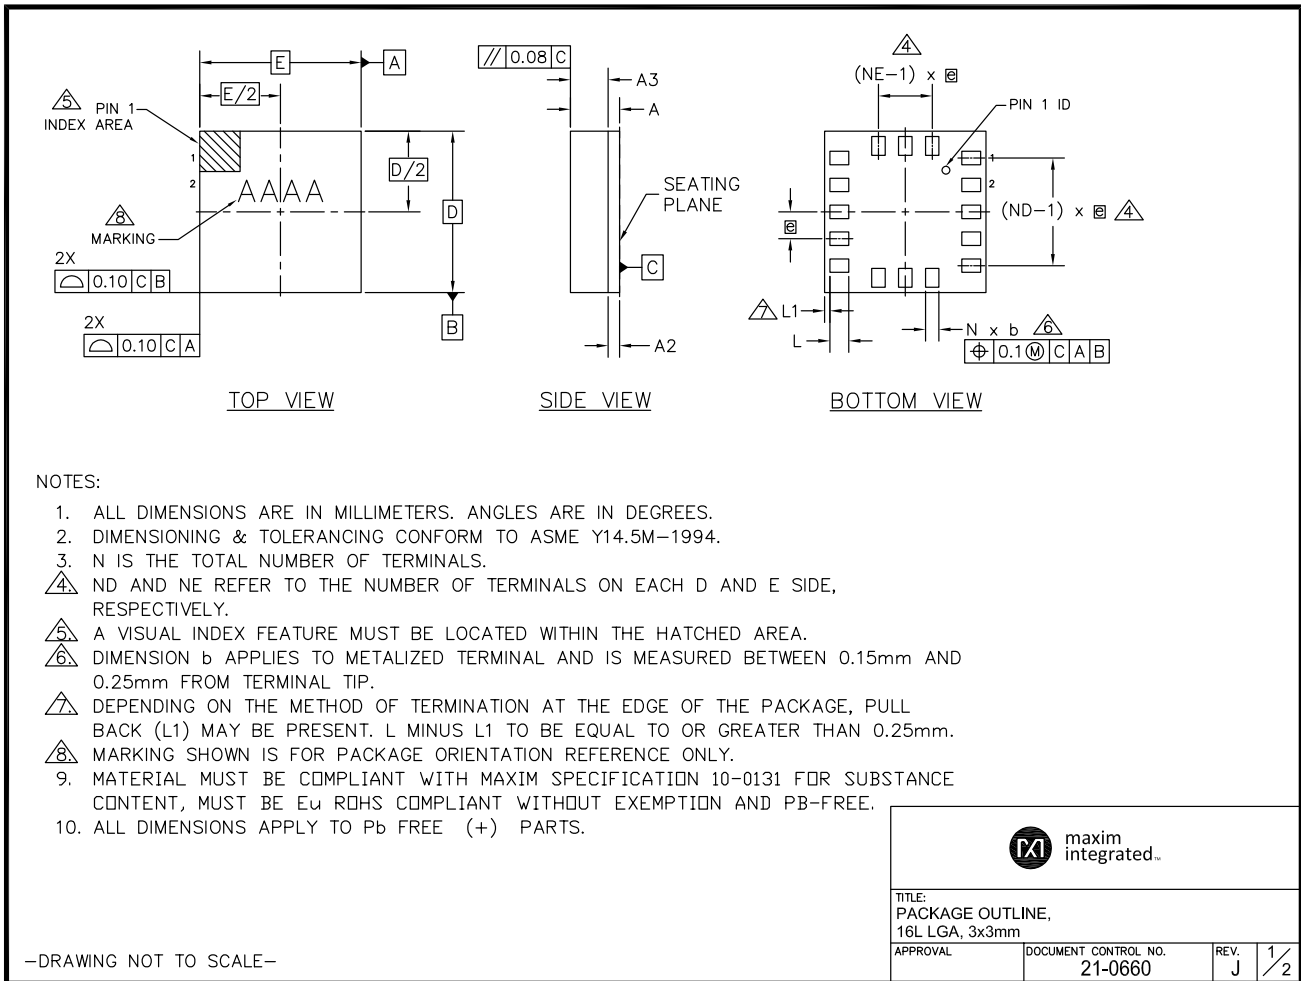 E
A
E/2
5
PIN 1
INDEX AREA
1
2
D/2
AAAA
D
8
MARKING
2X
⌓ 0.10 C B
2X
⌓ 0.10 C A
B
TOP VIEW
// 0.08 C
A3
A
SEATING
PLANE
C
A2
SIDE VIEW
4
(NE-1) x e
PIN 1 ID
1
2
(ND-1) x e 4
e
7 L1
L
N x b 6
⌖ 0.1 Ⓜ C A B
BOTTOM VIEW
NOTES:
1. ALL DIMENSIONS ARE IN MILLIMETERS. ANGLES ARE IN DEGREES.
2. DIMENSIONING & TOLERANCING CONFORM TO ASME Y14.5M-1994.
3. N IS THE TOTAL NUMBER OF TERMINALS.
4. ND AND NE REFER TO THE NUMBER OF TERMINALS ON EACH D AND E SIDE,
RESPECTIVELY.
5. A VISUAL INDEX FEATURE MUST BE LOCATED WITHIN THE HATCHED AREA.
6. DIMENSION b APPLIES TO METALIZED TERMINAL AND IS MEASURED BETWEEN 0.15mm AND
0.25mm FROM TERMINAL TIP.
7. DEPENDING ON THE METHOD OF TERMINATION AT THE EDGE OF THE PACKAGE, PULL
BACK (L1) MAY BE PRESENT. L MINUS L1 TO BE EQUAL TO OR GREATER THAN 0.25mm.
8. MARKING SHOWN IS FOR PACKAGE ORIENTATION REFERENCE ONLY.
9. MATERIAL MUST BE COMPLIANT WITH MAXIM SPECIFICATION 10-0131 FOR SUBSTANCE
CONTENT, MUST BE Eu ROHS COMPLIANT WITHOUT EXEMPTION AND PB-FREE.
10. ALL DIMENSIONS APPLY TO Pb FREE (+) PARTS.
-DRAWING NOT TO SCALE-
maxim
integrated™
TITLE:
PACKAGE OUTLINE,
16L LGA, 3x3mm
APPROVAL
DOCUMENT CONTROL NO.
21-0660
REV.
J
1/2